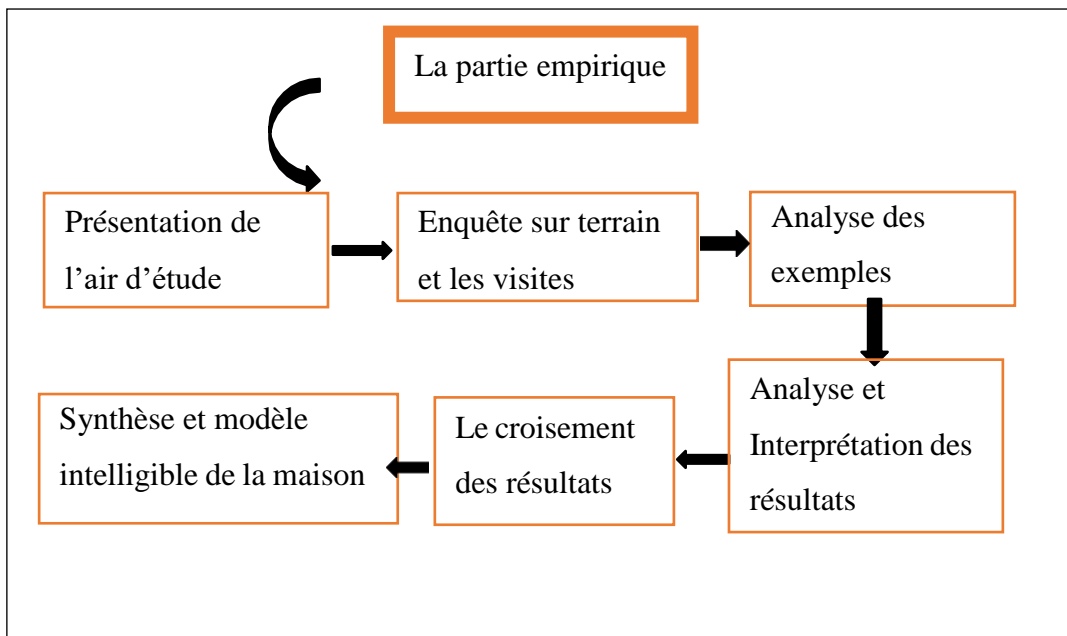 La partie empirique
Présentation de
l’air d’étude
Enquête sur terrain
et les visites
Analyse des
exemples
Analyse et
Interprétation des
résultats
Le croisement
des résultats
Synthèse et modèle
intelligible de la maison